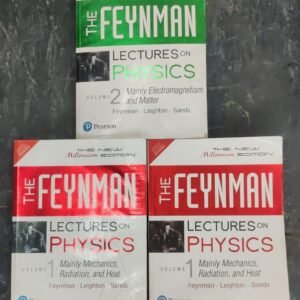 THE FEYNMAN
LECTURES ON
PHYSICS
VOLUME 2
Mainly Electromagnetism
and Matter
Feynman · Leighton · Sands
Pearson
THE NEW
Millennium EDITION
THE FEYNMAN
LECTURES ON
PHYSICS
VOLUME 1
Mainly Mechanics,
Radiation, and Heat
Feynman · Leighton · Sands
THE NEW
Millennium EDITION
THE FEYNMAN
LECTURES ON
PHYSICS
VOLUME 1
Mainly Mechanics,
Radiation, and Heat
Feynman · Leighton · Sands